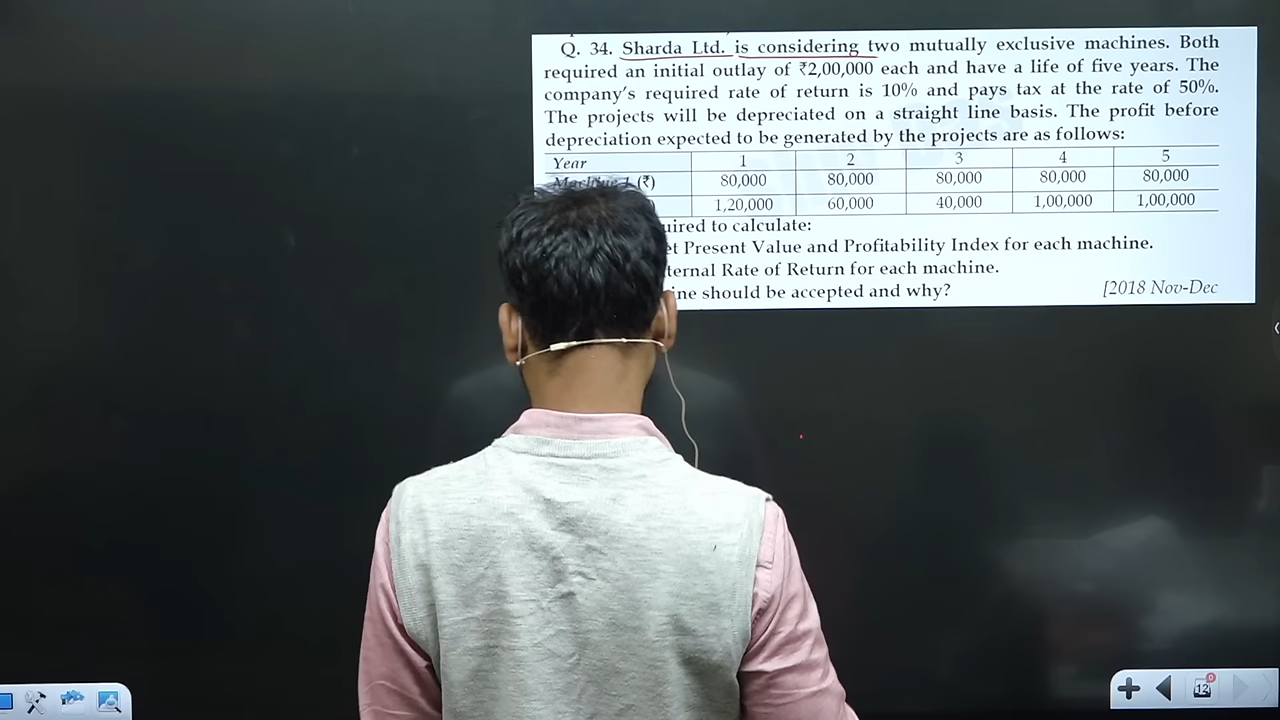 Q. 34. Sharda Ltd. is considering two mutually exclusive machines. Both
required an initial outlay of ₹2,00,000 each and have a life of five years. The
company's required rate of return is 10% and pays tax at the rate of 50%.
The projects will be depreciated on a straight line basis. The profit before
depreciation expected to be generated by the projects are as follows:
Year 1 2 3 4 5
Machine 1 (₹) 80,000 80,000 80,000 80,000 80,000
1,20,000 60,000 40,000 1,00,000 1,00,000
to calculate:
Present Value and Profitability Index for each machine.
Rate of Return for each machine.
should be accepted and why? [2018 Nov-Dec
12
0